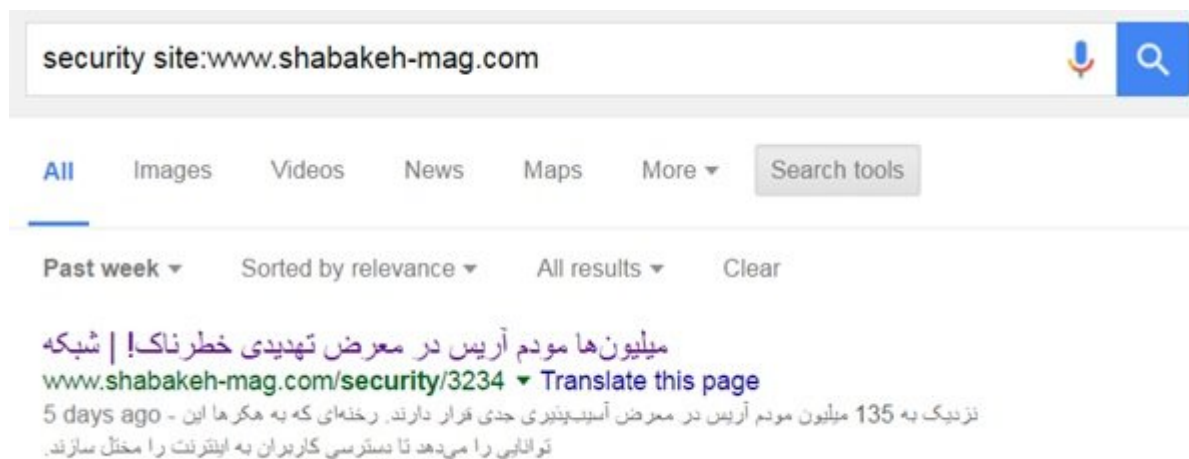 security site:www.shabakeh-mag.com
All Images Videos News Maps More Search tools
Past week Sorted by relevance All results Clear
میلیون‌ها مودم آریس در معرض تهدیدی خطرناک! | شبکه
www.shabakeh-mag.com/security/3234 Translate this page
5 days ago - نزدیک به 135 میلیون مودم آریس در معرض آسیب‌پذیری جدی قرار دارند. رخنه‌ای که به هکرها این
توانایی را می‌دهد تا دسترسی کاربران به اینترنت را مختل سازند.